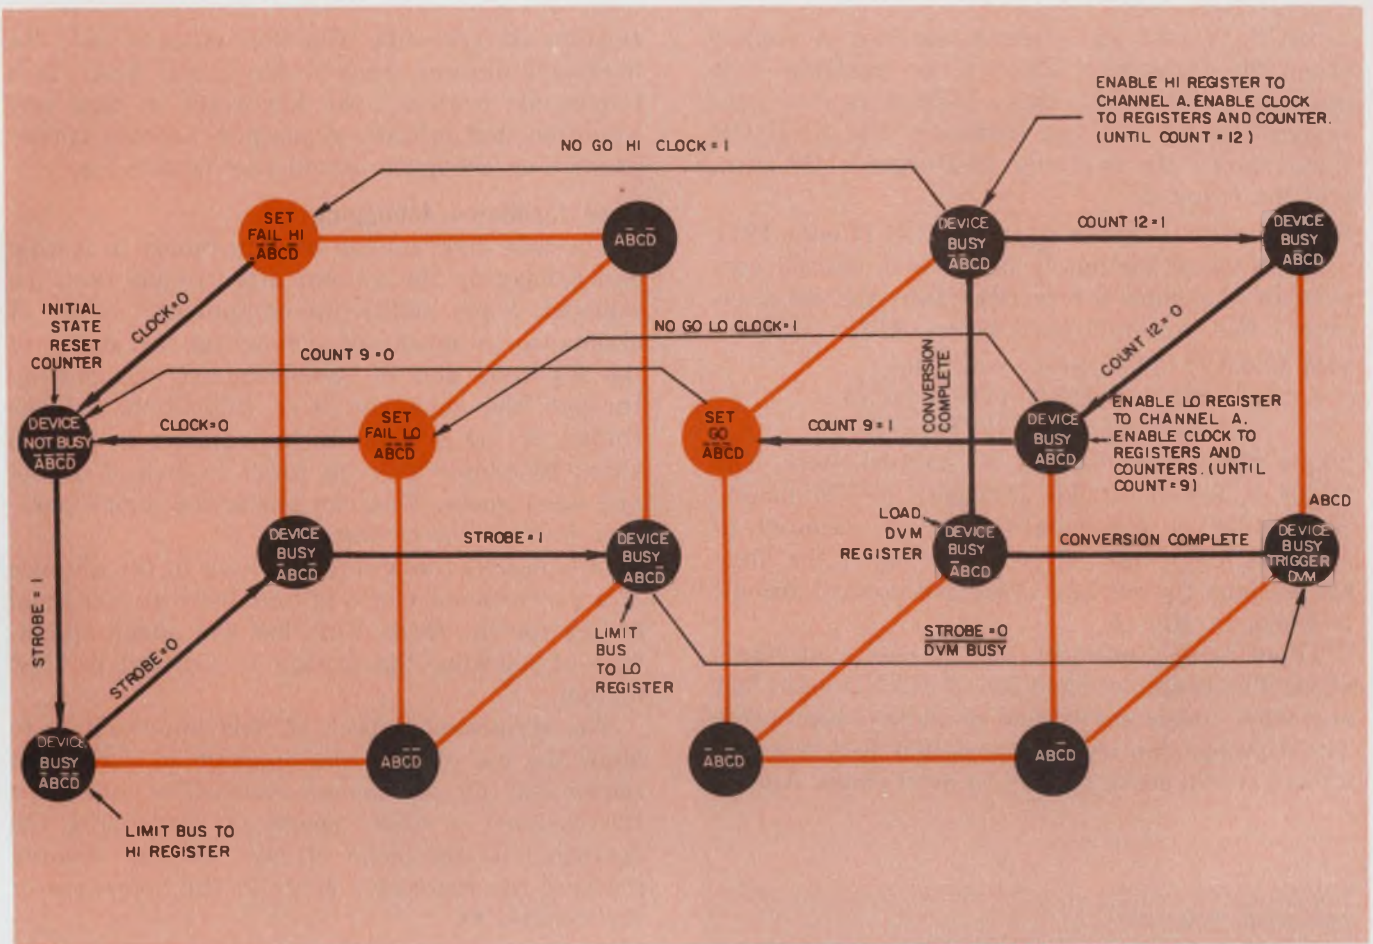 ENABLE HI REGISTER TO
CHANNEL A. ENABLE CLOCK
TO REGISTERS AND COUNTER.
(UNTIL COUNT = 12)
NO GO HI CLOCK = 1
SET
FAIL HI
ABCD
ABCD
DEVICE
BUSY
ABCD
COUNT 12 = 1
DEVICE
BUSY
ABCD
CLOCK=0
INITIAL
STATE
RESET
COUNTER
COUNT 9 = 0
NO GO LO CLOCK= 1
CONVERSION
COMPLETE
COUNT 12 = 0
DEVICE
NOT BUSY
ABCD
CLOCK=0
SET
FAIL LO
ABCD
SET
GO
ABCD
COUNT 9 = 1
DEVICE
BUSY
ABCD
ENABLE LO REGISTER
TO CHANNEL A.
ENABLE CLOCK TO
REGISTERS AND
COUNTERS. (UNTIL
COUNT= 9)
ABCD
STROBE = 1
STROBE=0
DEVICE
BUSY
ABCD
STROBE=1
DEVICE
BUSY
ABCD
LOAD
DVM
REGISTER
DEVICE
BUSY
ABCD
CONVERSION COMPLETE
DEVICE
BUSY
TRIGGER
DVM
LIMIT
BUS
TO LO
REGISTER
STROBE = 0
DVM BUSY
DEVICE
BUSY
ABCD
ABCD
ABCD
ABCD
LIMIT BUS TO
HI REGISTER